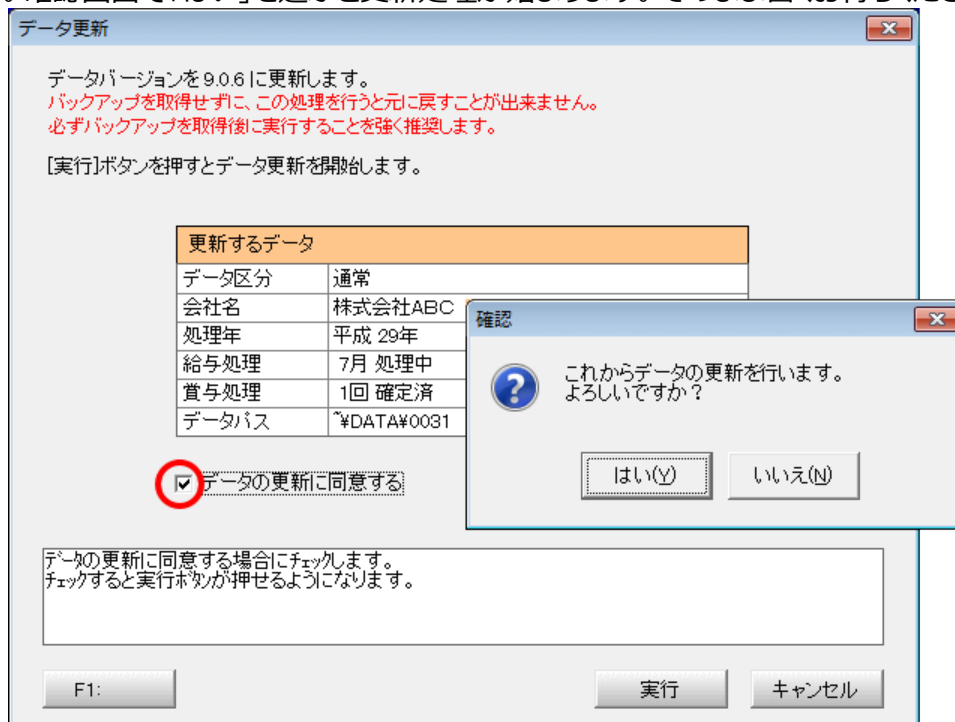 データ更新
データバージョンを9.0.6に更新します。
バックアップを取得せずに、この処理を行うと元に戻すことが出来ません。
必ずバックアップを取得後に実行することを強く推奨します。
[実行]ボタンを押すとデータ更新を開始します。
更新するデータ
データ区分 通常
会社名 株式会社ABC
処理年 平成 29年
給与処理 7月 処理中
賞与処理 1回 確定済
データパス ~¥DATA¥0031
確認
これからデータの更新を行います。
よろしいですか？
はい(Y) いいえ(N)
データの更新に同意する
ﾃﾞｰﾀの更新に同意する場合にﾁｪｯｸします。
ﾁｪｯｸすると実行ﾎﾞﾀﾝが押せるようになります。
F1: 実行 キャンセル